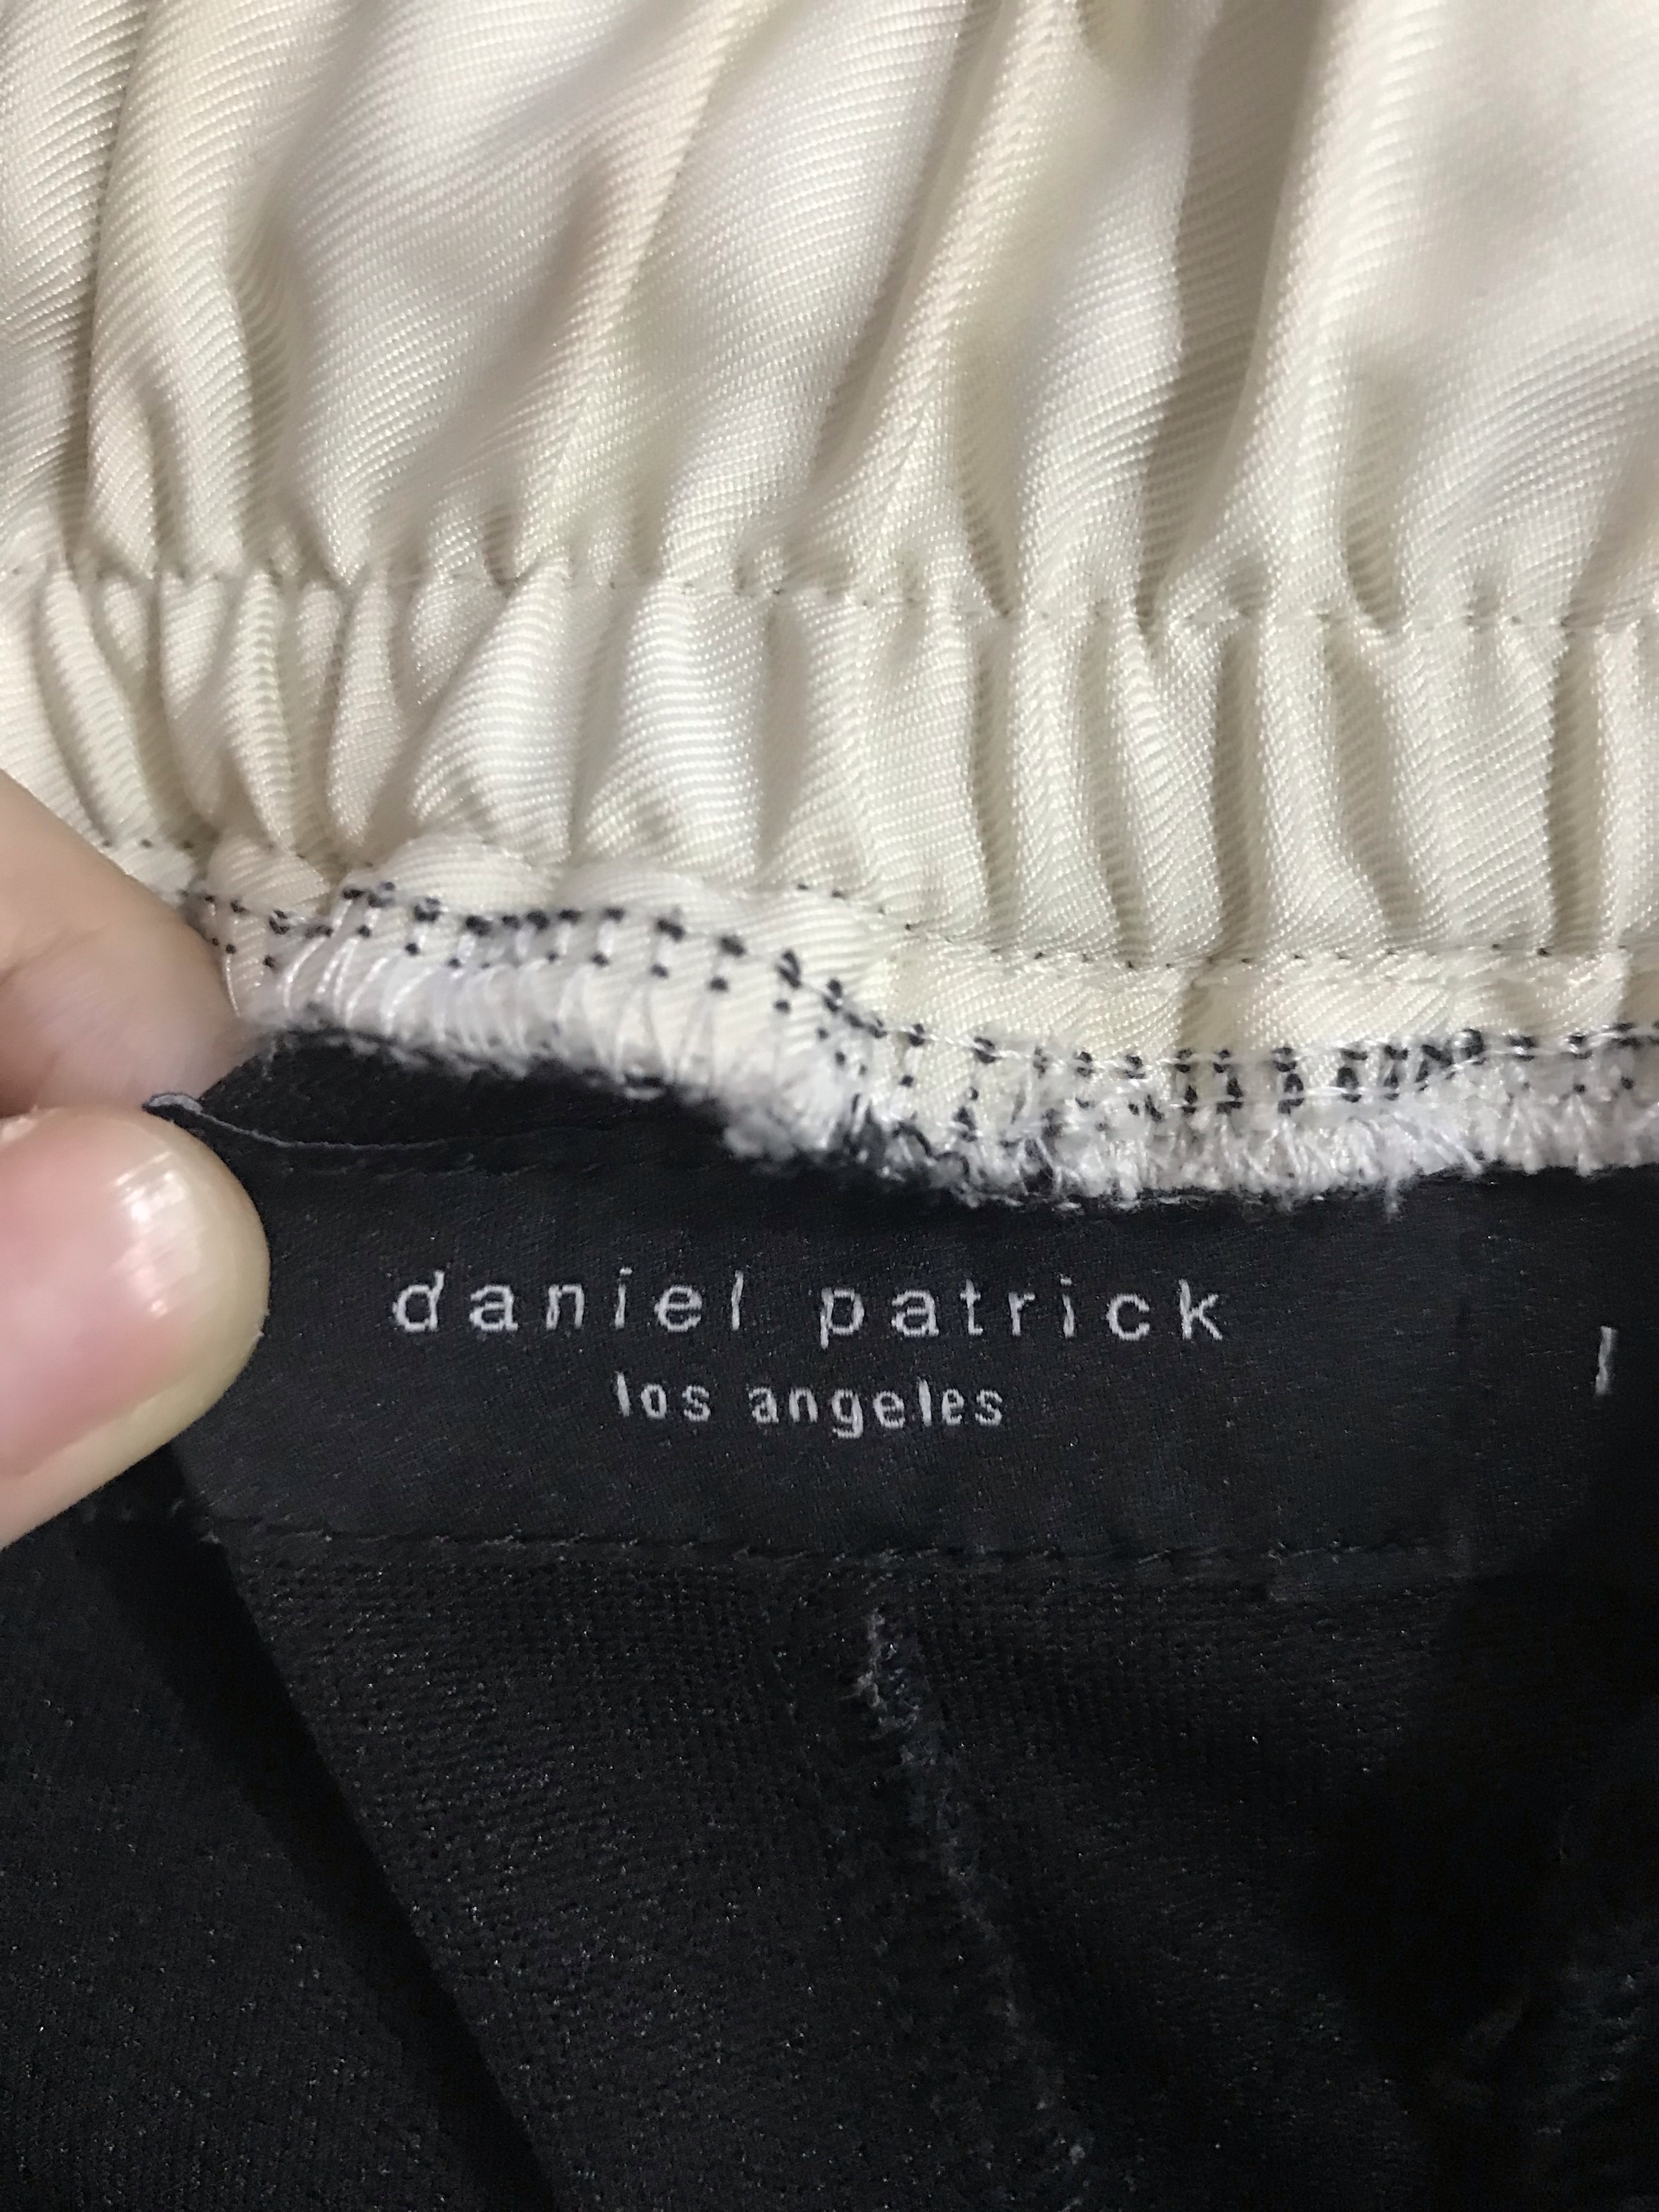 daniel patrick
los angeles